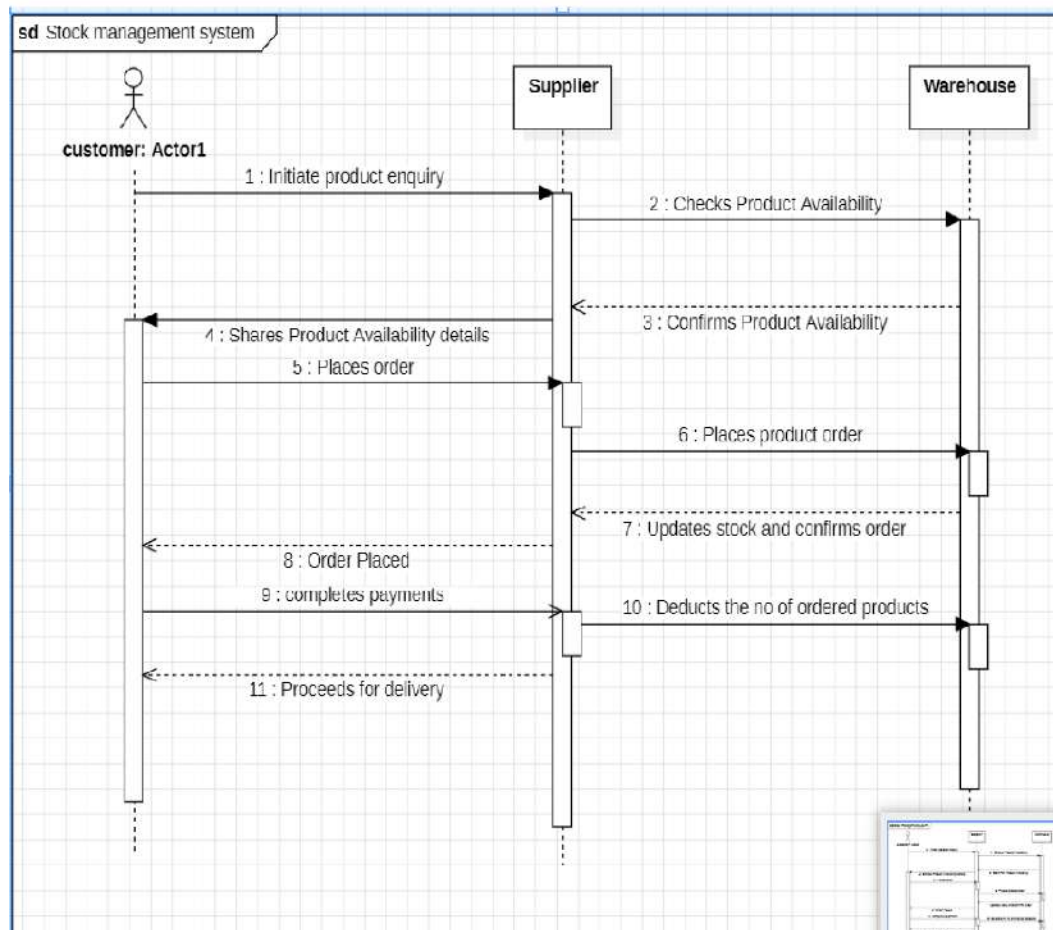 sd Stock management system
Supplier
Warehouse
customer: Actor1
1 : Initiate product enquiry
2 : Checks Product Availability
3 : Confirms Product Availability
4 : Shares Product Availability details
5 : Places order
6 : Places product order
7 : Updates stock and confirms order
8 : Order Placed
9 : completes payments
10 : Deducts the no of ordered products
11 : Proceeds for delivery